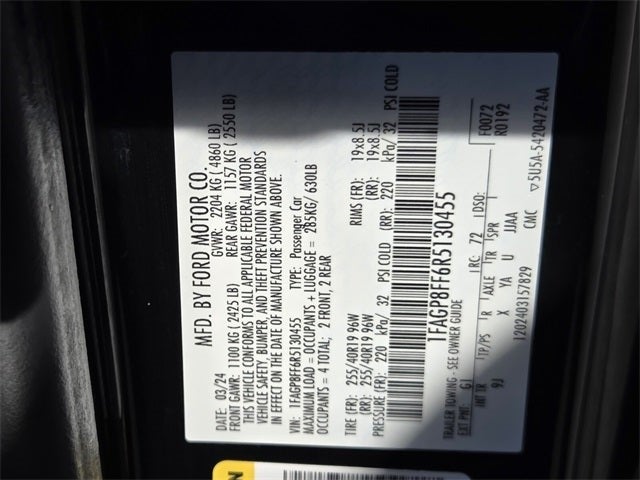 MFD. BY FORD MOTOR CO.
DATE: 03/24 GVWR: 2204 KG ( 4860 LB)
FRONT GAWR: 1100 KG ( 2425 LB) REAR GAWR: 1157 KG ( 2550 LB)
THIS VEHICLE CONFORMS TO ALL APPLICABLE FEDERAL MOTOR
VEHICLE SAFETY, BUMPER, AND THEFT PREVENTION STANDARDS
IN EFFECT ON THE DATE OF MANUFACTURE SHOWN ABOVE.
VIN: 1FAGP8FF6R5130455 TYPE: Passenger Car
MAXIMUM LOAD = OCCUPANTS + LUGGAGE = 285KG/ 630LB
OCCUPANTS = 4 TOTAL; 2 FRONT, 2 REAR
TIRE (FR): 255/40R19 96W RIMS (FR): 19x8.5J
(RR): 255/40R19 96W (RR): 19x8.5J
PRESSURE (FR): 220 kPa/ 32 PSI COLD (RR): 220 kPa/ 32 PSI COLD
1FAGP8FF6R5130455
TRAILER TOWING - SEE OWNER GUIDE
EXT PNT: G1 RC: 72 DSO: F0072
R0192
INT TR TP/PS R AXLE TR SPR
9J X YA U JJAA
1202403157829 CMC ▽5U5A-5420472-AA